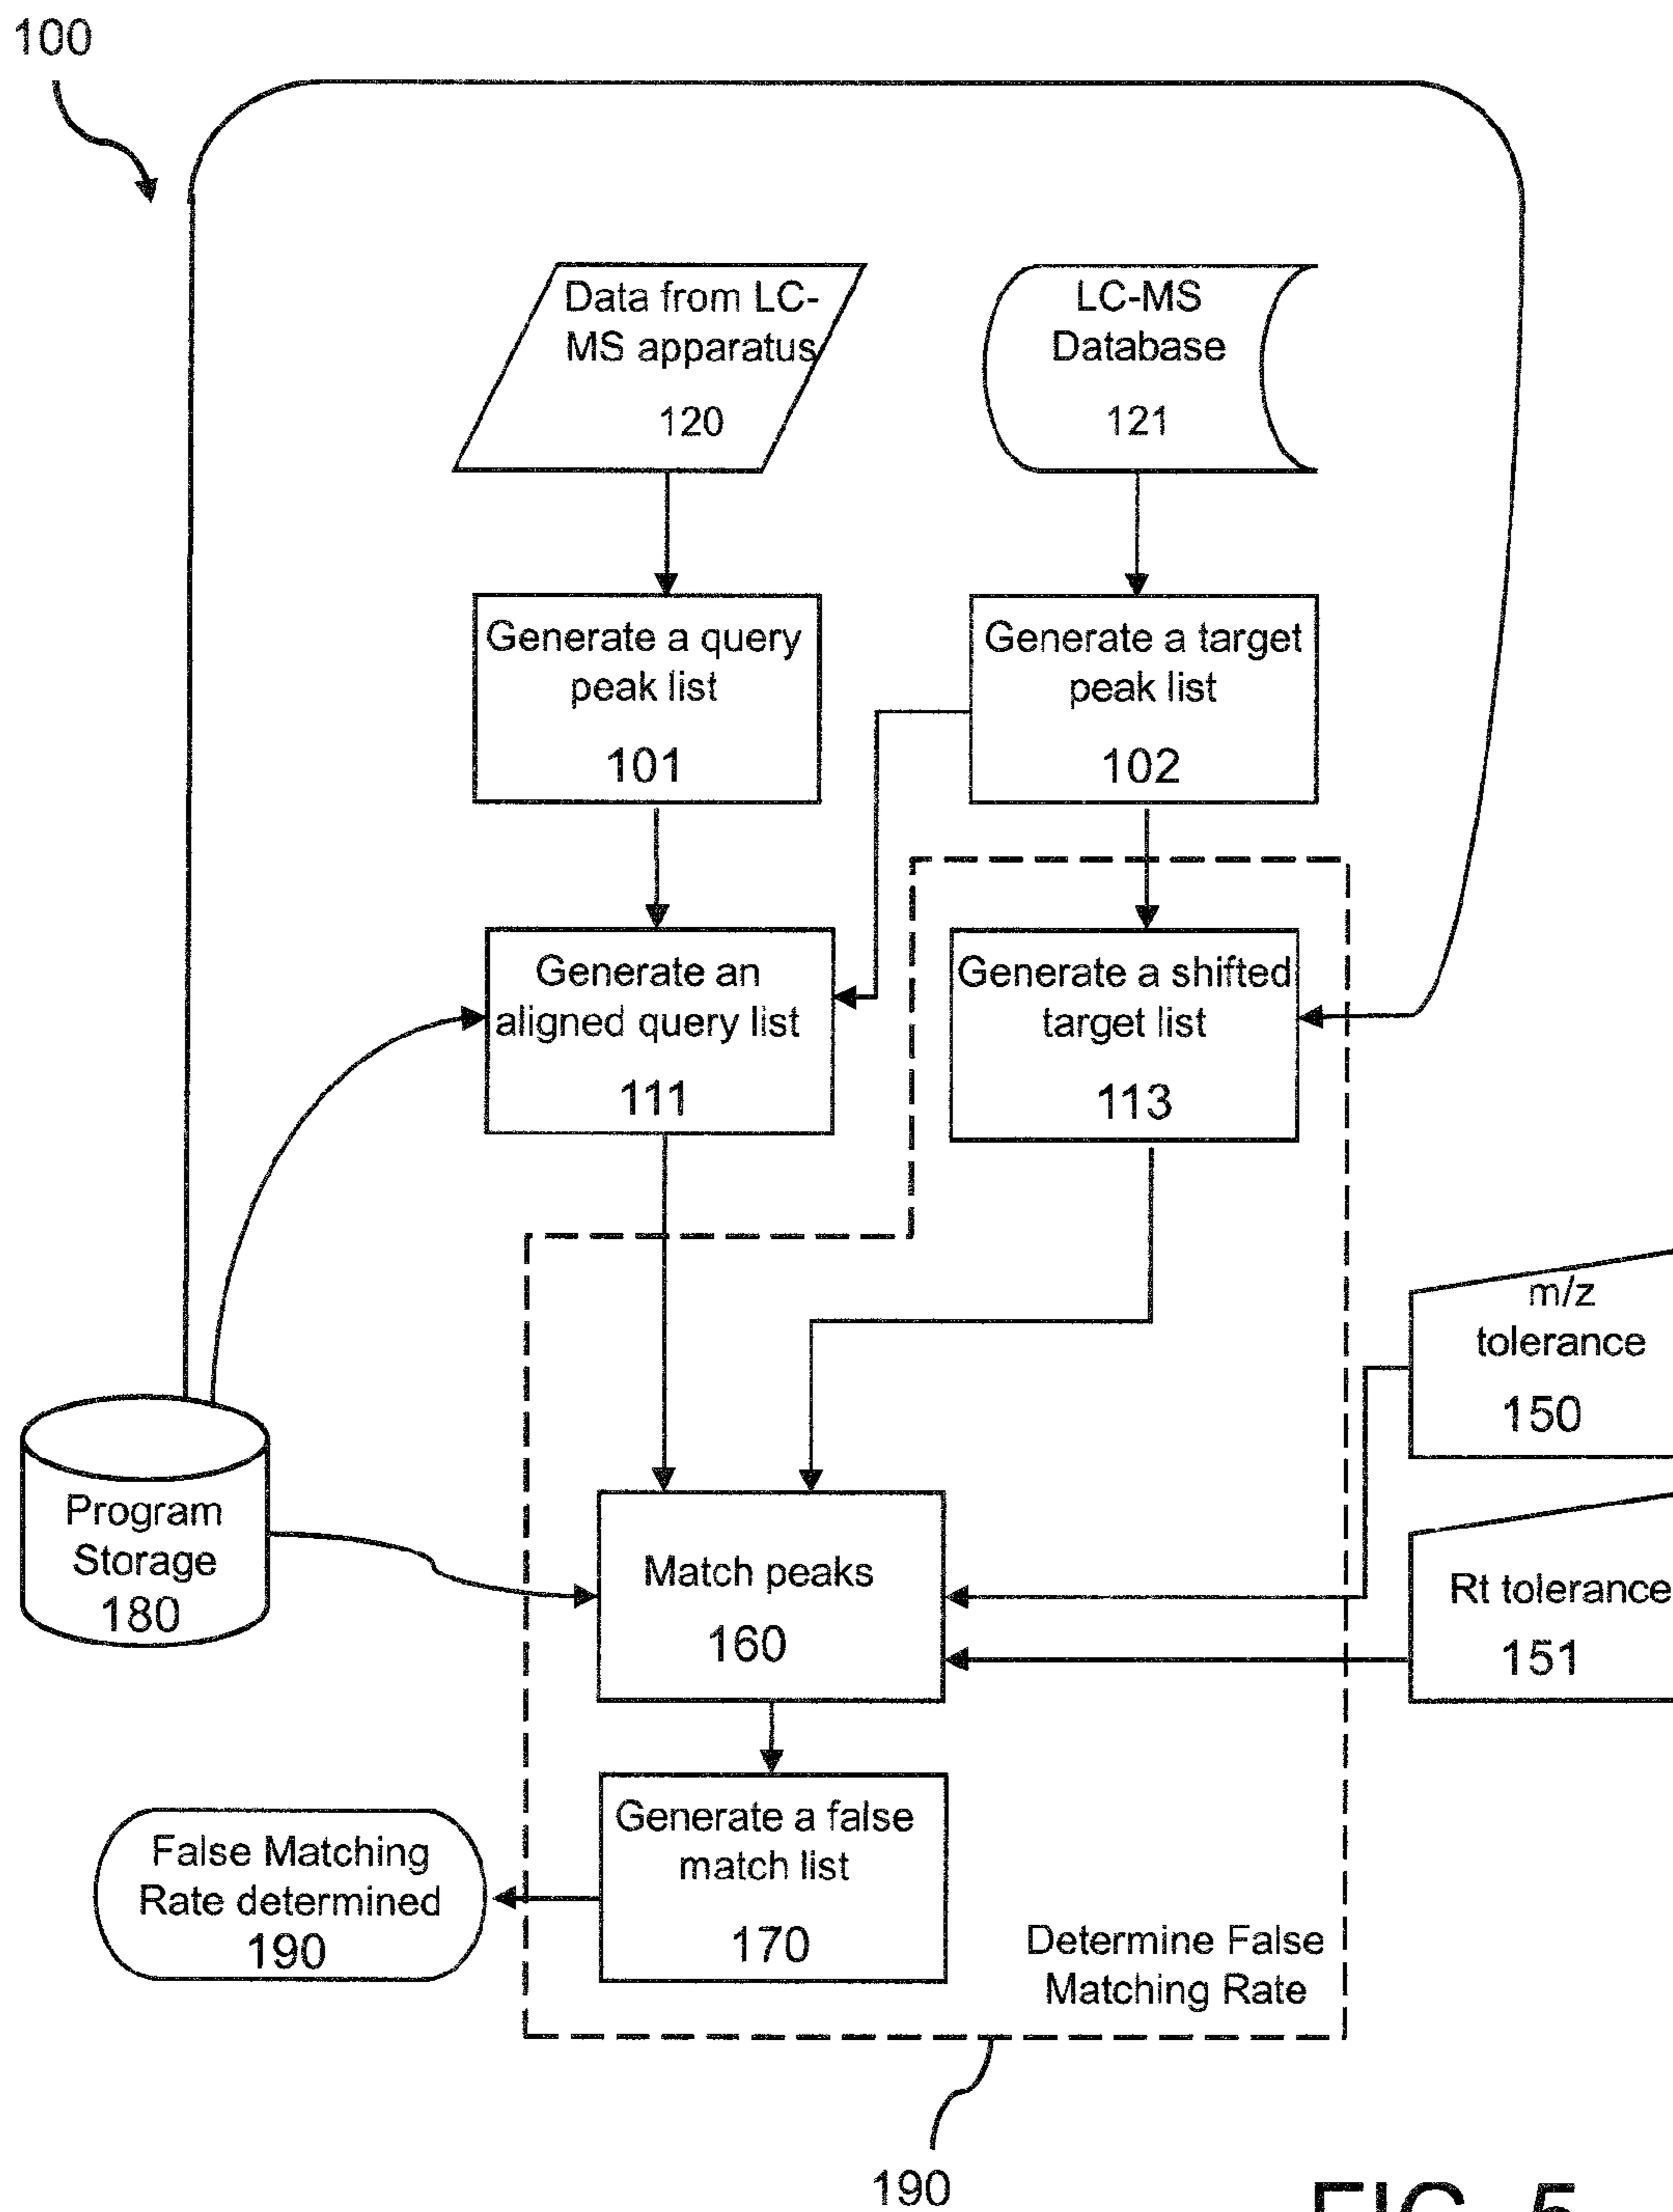 100
Data from LC-
MS apparatus
120
LC-MS
Database
121
Generate a query
peak list
101
Generate a target
peak list
102
Generate an
aligned query list
111
Generate a shifted
target list
113
m/z
tolerance
150
Program
Storage
180
Match peaks
160
Rt tolerance
151
Generate a false
match list
170
False Matching
Rate determined
190
Determine False
Matching Rate
190
FIG. 5